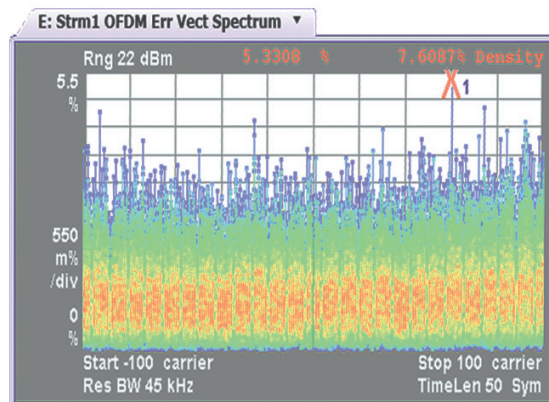 E: Strm1 OFDM Err Vect Spectrum ▼
Rng 22 dBm 5.3308 % 7.6087% Density
5.5
%
1
550
m%
/div
0
%
Start -100 carrier Stop 100 carrier
Res BW 45 kHz TimeLen 50 Sym